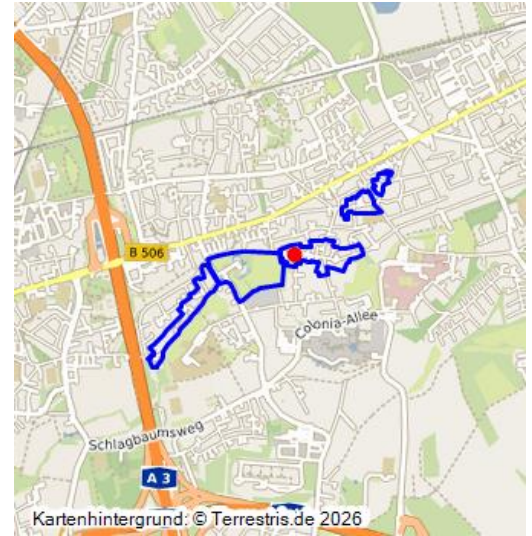 B 506
Colonia-Allee
Schlagbaumsweg
A 3
Kartenhintergrund: © Terrestris.de 2026